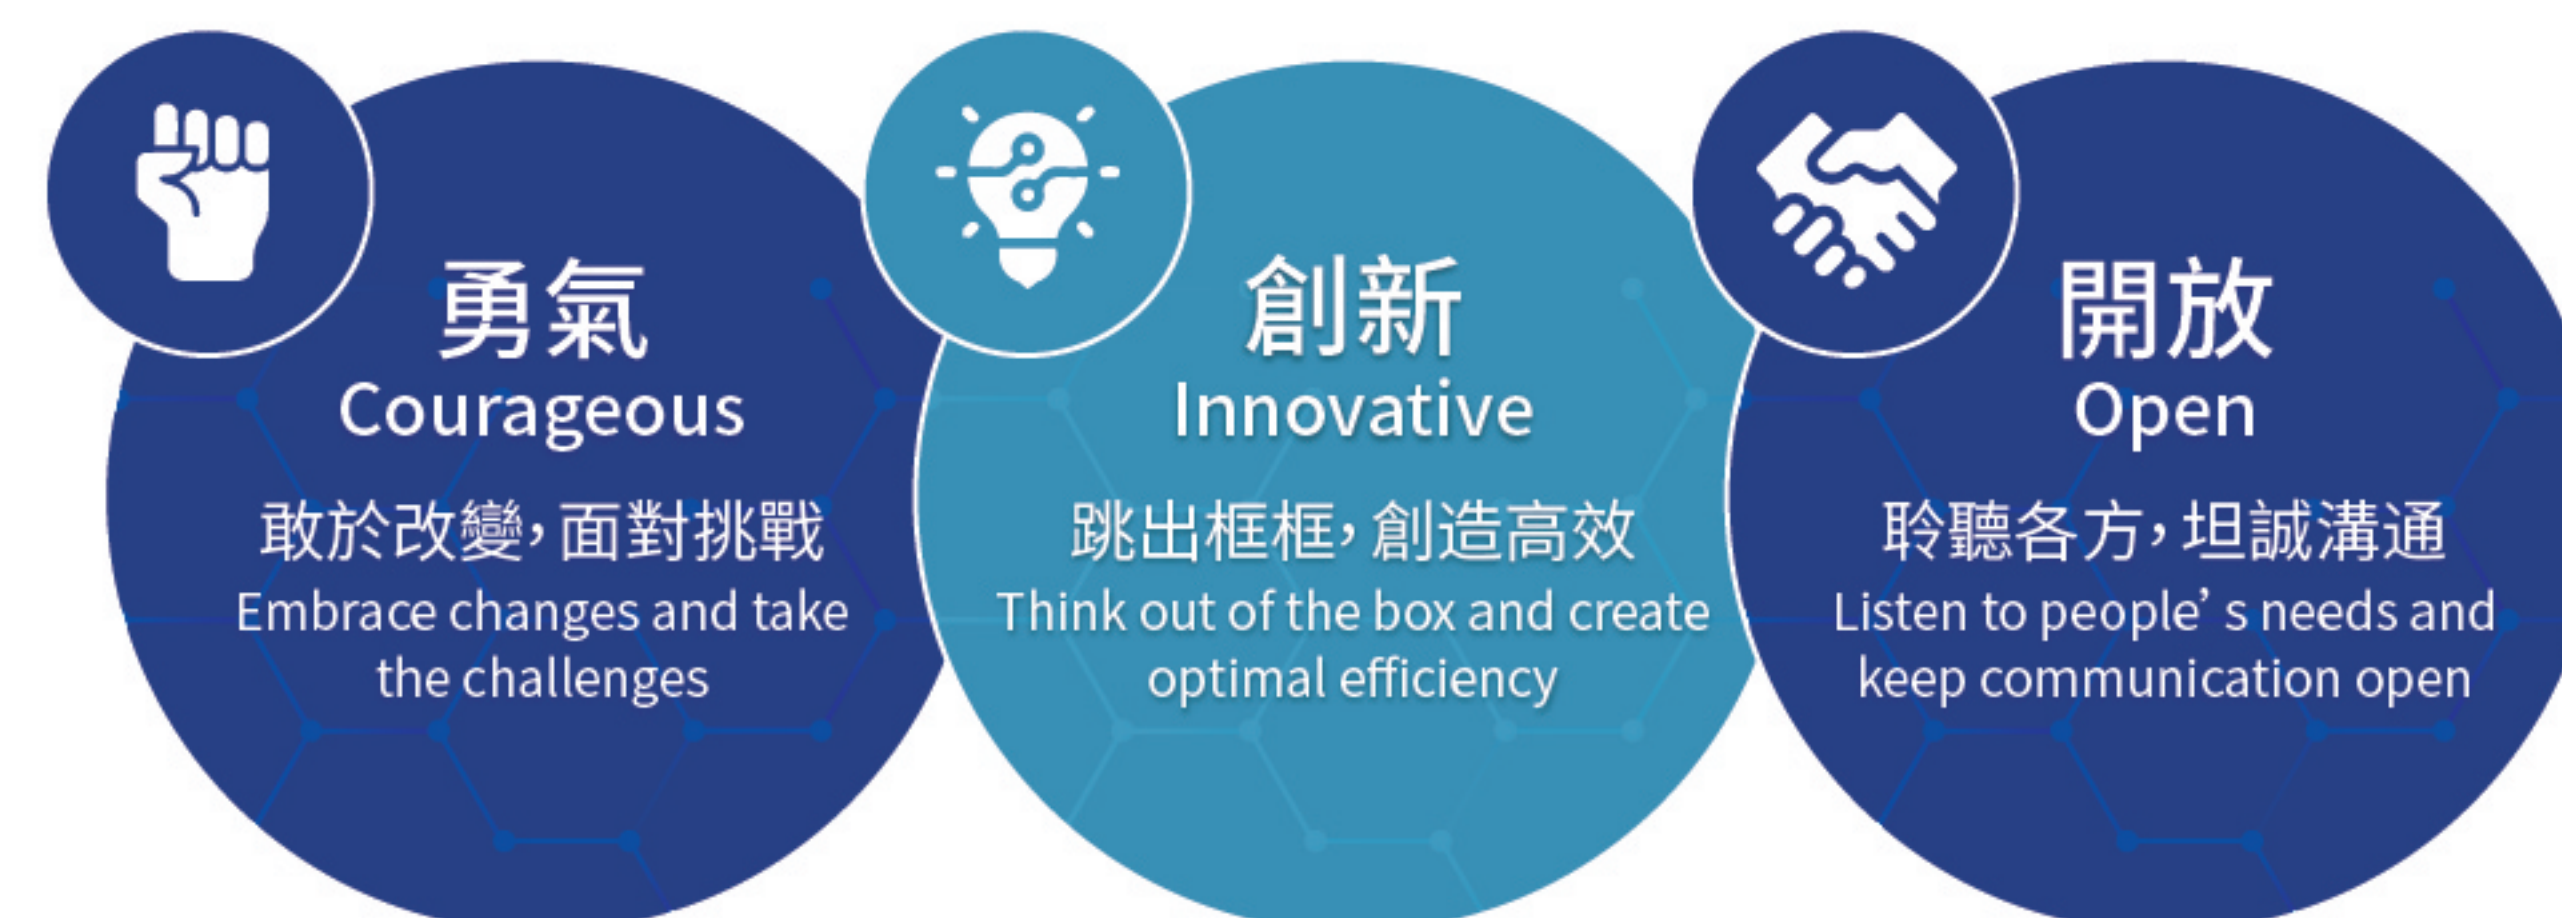 勇氣
Courageous
敢於改變，面對挑戰
Embrace changes and take
the challenges
創新
Innovative
跳出框框，創造高效
Think out of the box and create
optimal efficiency
開放
Open
聆聽各方，坦誠溝通
Listen to people’s needs and
keep communication open